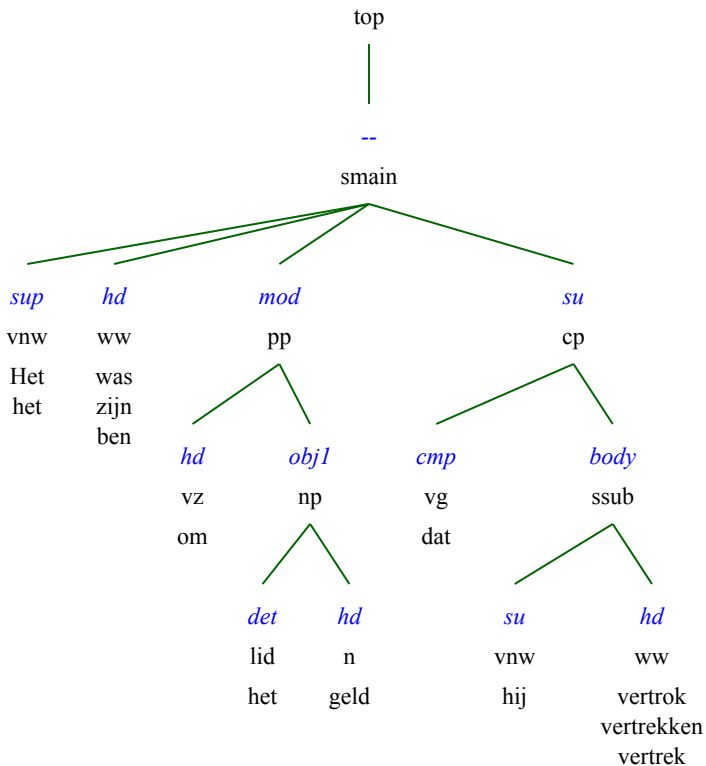 top
--
smain
sup hd mod su
vnw ww pp cp
Het was
het zijn
ben
hd obj1 cmp body
vz np vg ssub
om dat
det hd su hd
lid n vnw ww
het geld hij vertrok
vertrekken
vertrek